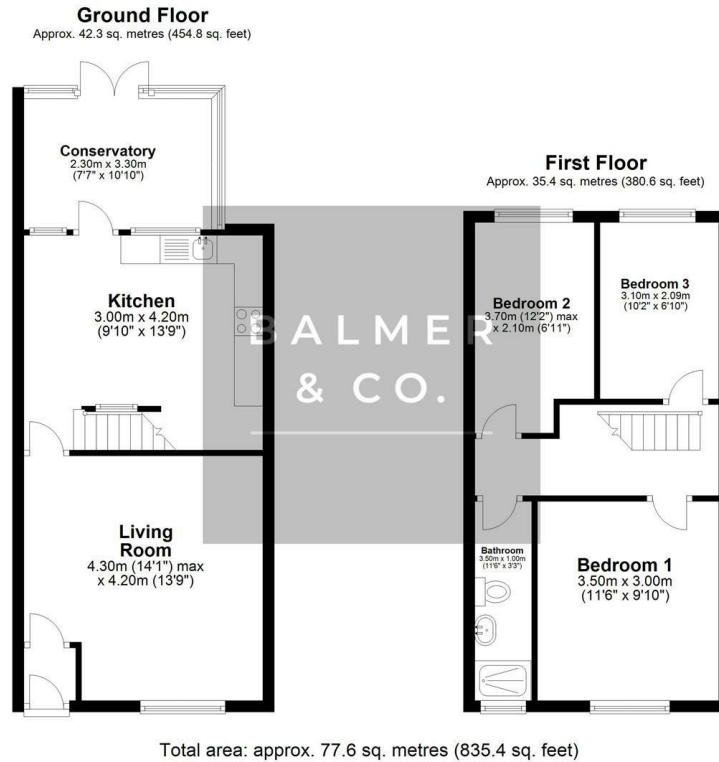 Ground Floor
Approx. 42.3 sq. metres (454.8 sq. feet)
Conservatory
2.30m x 3.30m
(7'7" x 10'10")
Kitchen
3.00m x 4.20m
(9'10" x 13'9")
Living
Room
4.30m (14'1") max
x 4.20m (13'9")
First Floor
Approx. 35.4 sq. metres (380.6 sq. feet)
Bedroom 2
3.70m (12'2") max
x 2.10m (6'11")
Bedroom 3
3.10m x 2.09m
(10'2" x 6'10")
Bathroom
3.50m x 1.00m
(11'6" x 3'3")
Bedroom 1
3.50m x 3.00m
(11'6" x 9'10")
BALMER
& CO.
Total area: approx. 77.6 sq. metres (835.4 sq. feet)